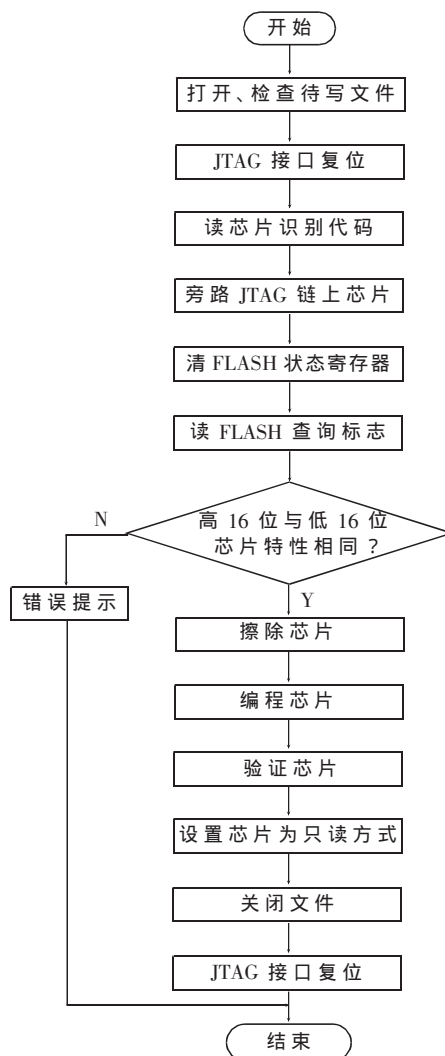 开始
打开、检查待写文件
JTAG 接口复位
读芯片识别代码
旁路 JTAG 链上芯片
清 FLASH 状态寄存器
读 FLASH 查询标志
N
高 16 位与低 16 位
芯片特性相同？
错误提示
Y
擦除芯片
编程芯片
验证芯片
设置芯片为只读方式
关闭文件
JTAG 接口复位
结束